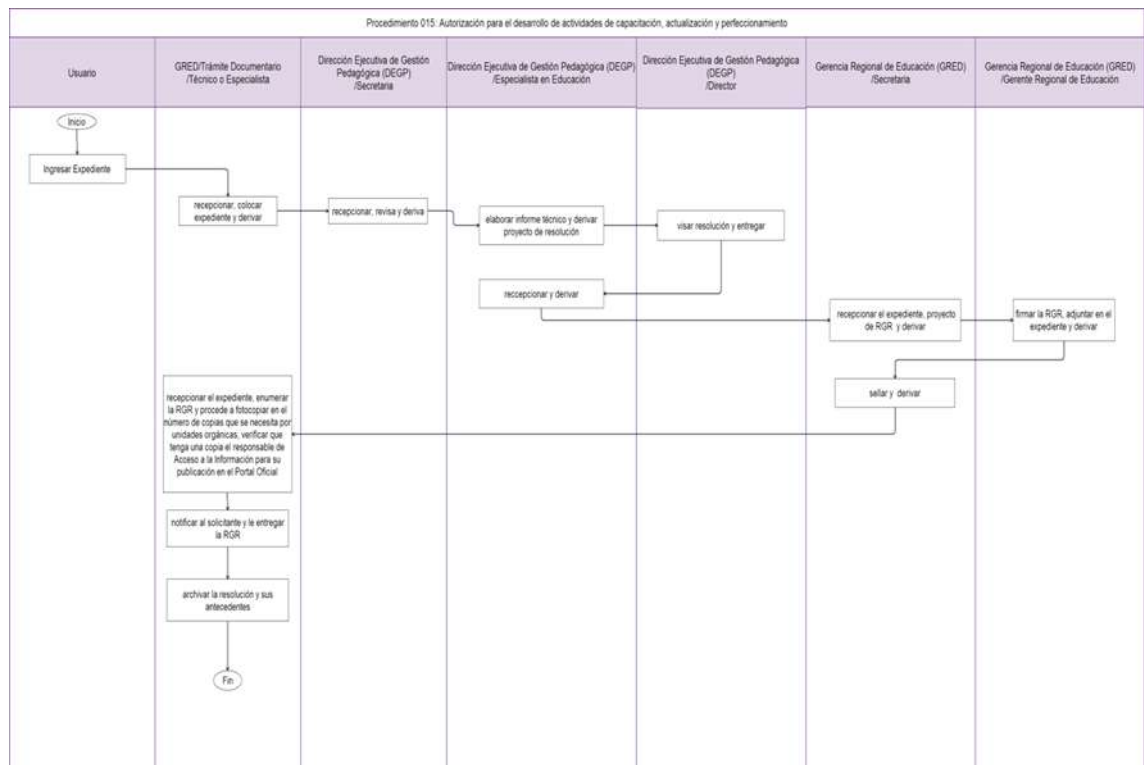 Procedimiento 015: Autorización para el desarrollo de actividades de capacitación, actualización y perfeccionamiento
Usuario
GRED/Trámite Documentario
/Técnico o Especialista
Dirección Ejecutiva de Gestión
Pedagógica (DEGP)
/Secretaria
Dirección Ejecutiva de Gestión Pedagógica (DEGP)
/Especialista en Educación
Dirección Ejecutiva de Gestión Pedagógica
(DEGP)
/Director
Gerencia Regional de Educación (GRED)
/Secretaria
Gerencia Regional de Educación (GRED)
/Gerente Regional de Educación
Inicio
Ingresar Expediente
recepcionar, colocar
expediente y derivar
recepcionar, revisa y deriva
elaborar informe técnico y derivar
proyecto de resolución
visar resolución y entregar
reccepcionar y derivar
recepcionar el expediente, proyecto
de RGR y derivar
firmar la RGR, adjuntar en el
expediente y derivar
sellar y derivar
recepcionar el expediente, enumerar
la RGR y procede a fotocopiar en el
número de copias que se necesita por
unidades orgánicas, verificar que
tenga una copia el responsable de
Acceso a la Información para su
publicación en el Portal Oficial
notificar al solicitante y le entregar
la RGR
archivar la resolución y sus
antecedentes
Fin